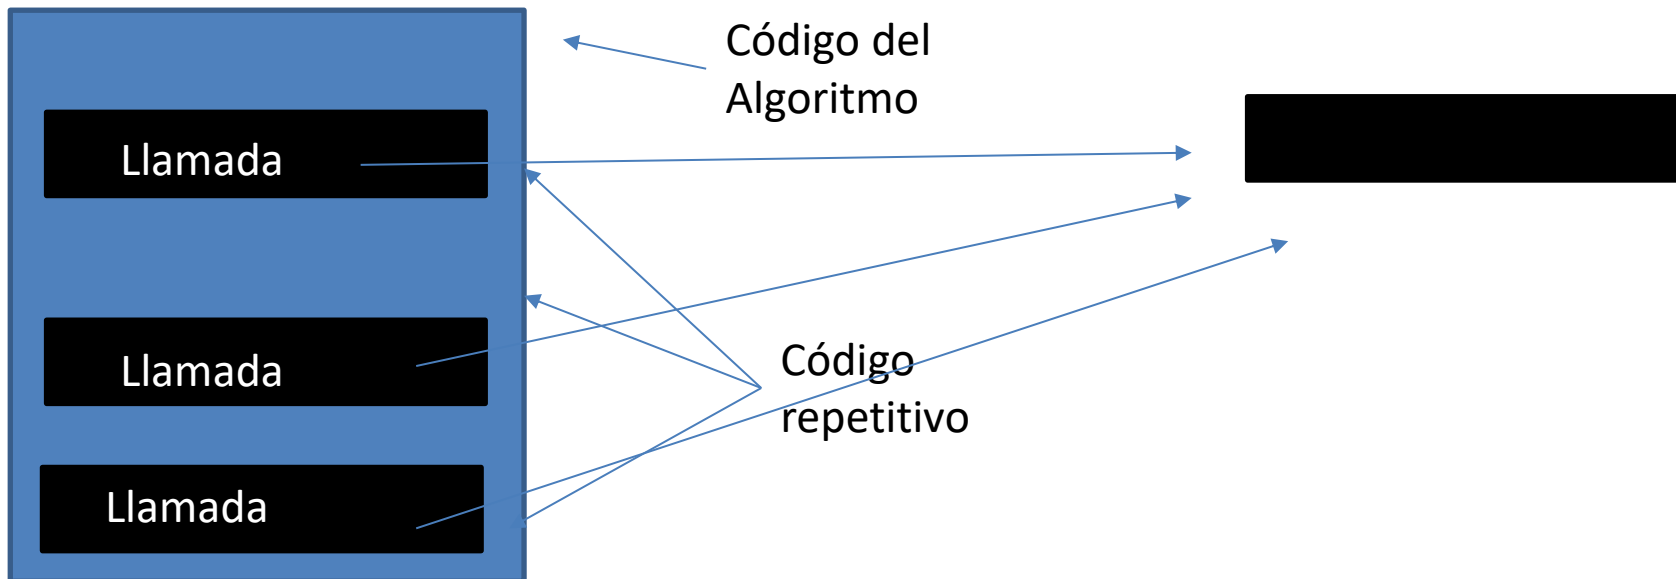 Código del
Algoritmo
Llamada
Llamada
Código
repetitivo
Llamada